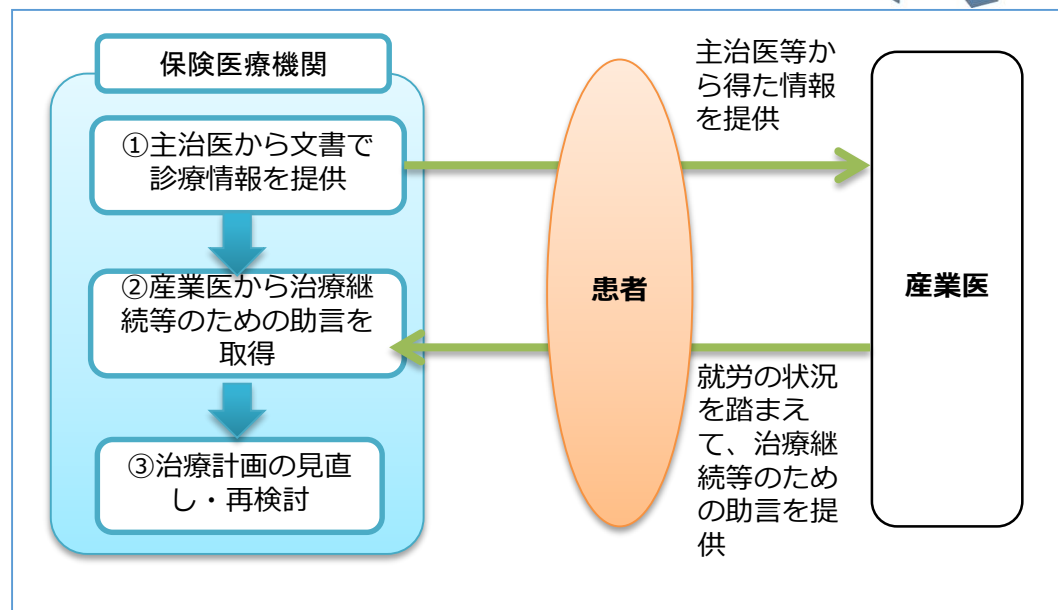 保険医療機関
①主治医から文書で
診療情報を提供
②産業医から治療継
続等のための助言を
取得
③治療計画の見直
し・再検討
患者
主治医等か
ら得た情報
を提供
就労の状況
を踏まえ
て、治療継
続等のため
の助言を提
供
産業医